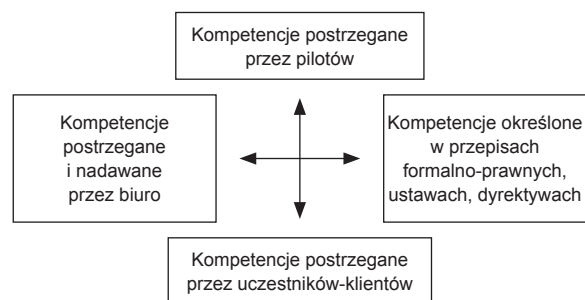 Kompetencje postrzegane
przez pilotów
Kompetencje
postrzegane
i nadawane
przez biuro
Kompetencje określone
w przepisach
formalno-prawnych,
ustawach, dyrektywach
Kompetencje postrzegane
przez uczestników-klientów